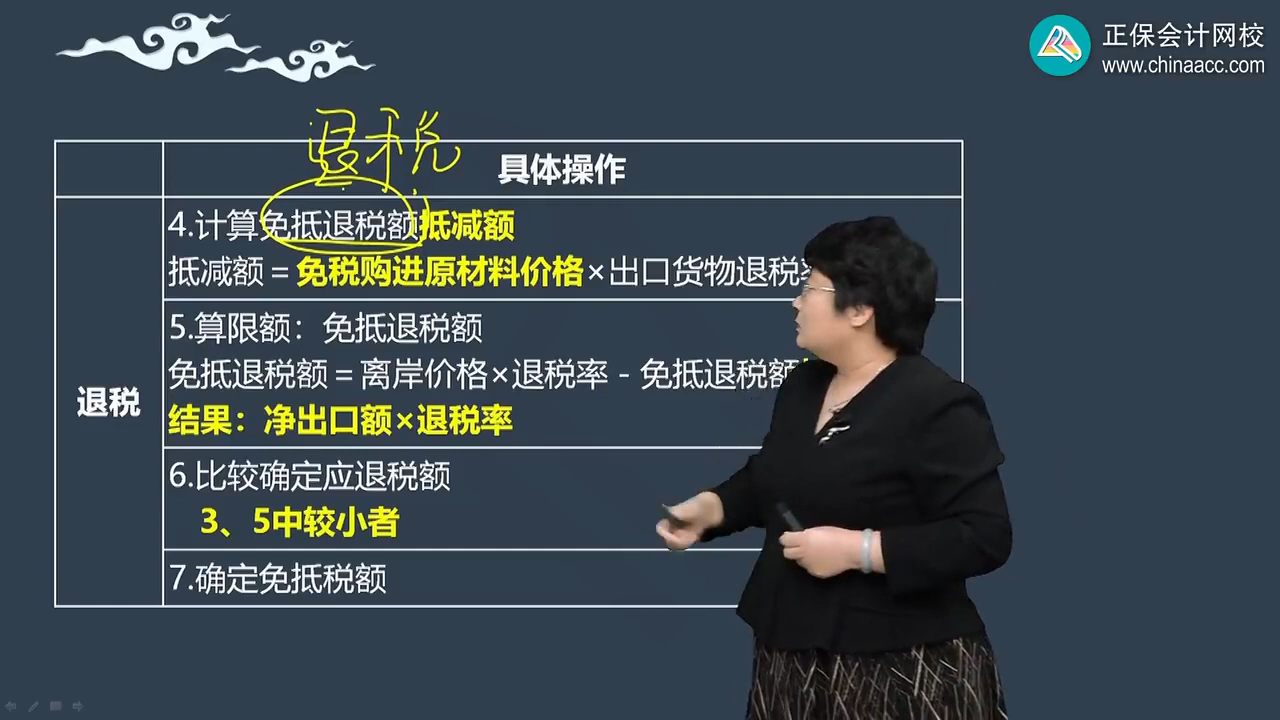 正保会计网校
www.chinaacc.com
退税
具体操作
4.计算免抵退税额抵减额
抵减额＝免税购进原材料价格×出口货物退税率
退税
5.算限额：免抵退税额
免抵退税额＝离岸价格×退税率－免抵退税额
结果：净出口额×退税率
6.比较确定应退税额
3、5中较小者
7.确定免抵税额